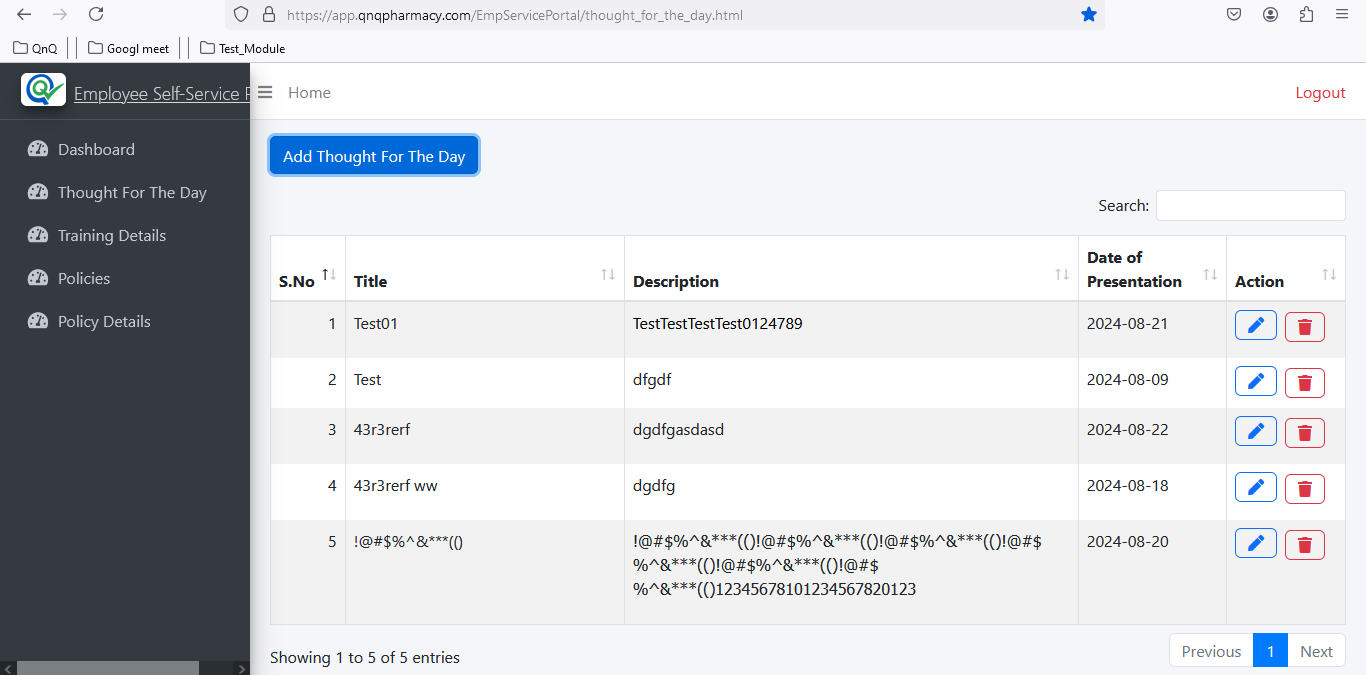 https://app.qnqpharmacy.com/EmpServicePortal/thought_for_the_day.html
QnQ
Googl meet
Test_Module
Employee Self-Service P
Home
Logout
Dashboard
Thought For The Day
Training Details
Policies
Policy Details
Add Thought For The Day
Search:
S.No Title Description Date of Presentation Action
1 Test01 TestTestTestTest0124789 2024-08-21
2 Test dfgdf 2024-08-09
3 43r3rerf dgdfgasdasd 2024-08-22
4 43r3rerf ww dgdfg 2024-08-18
5 !@#$%^&***(() !@#$%^&***(()!@#$%^&***(()!@#$%^&***(()!@#$ 2024-08-20
%^&***(()!@#$%^&***(()!@#$
%^&***(()12345678101234567820123
Showing 1 to 5 of 5 entries
Previous 1 Next